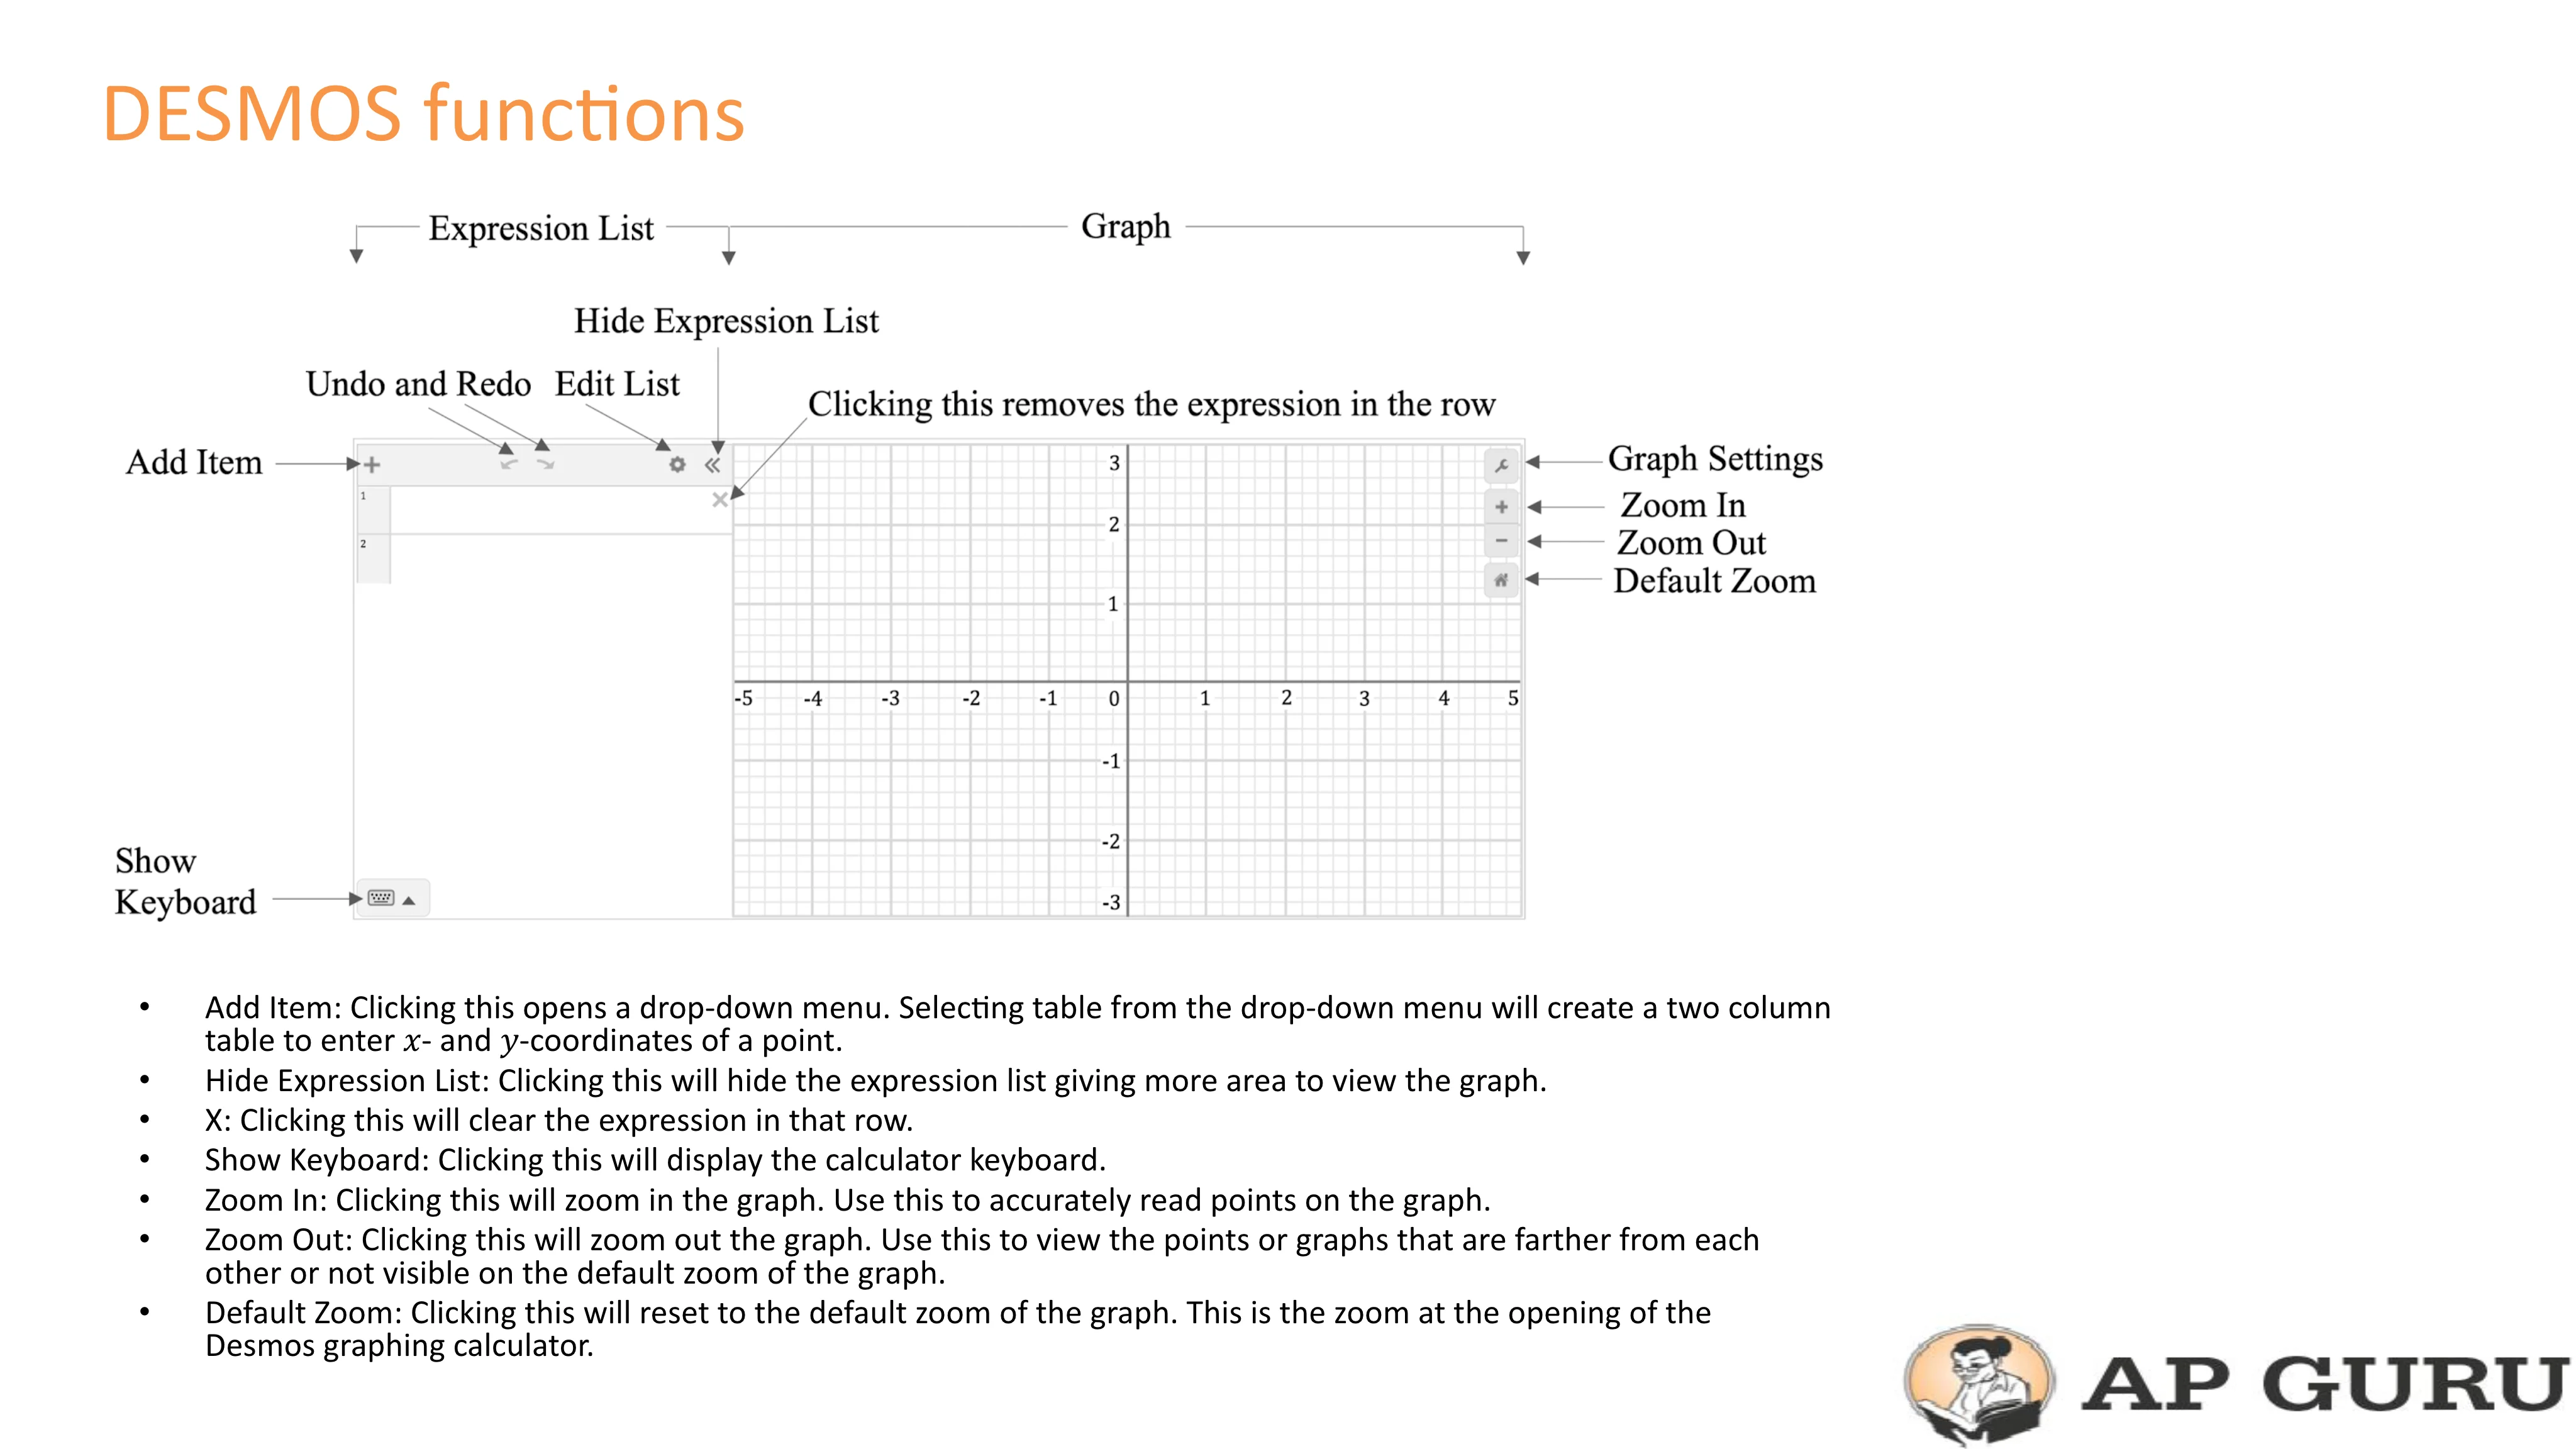 DESMOS functions
Expression List
Graph
Hide Expression List
Undo and Redo
Edit List
Clicking this removes the expression in the row
Add Item
Graph Settings
Zoom In
Zoom Out
Default Zoom
1
2
3
2
1
-5 -4 -3 -2 -1 0 1 2 3 4 5
-1
-2
-3
Show
Keyboard
• Add Item: Clicking this opens a drop-down menu. Selecting table from the drop-down menu will create a two column
table to enter x- and y-coordinates of a point.
• Hide Expression List: Clicking this will hide the expression list giving more area to view the graph.
• X: Clicking this will clear the expression in that row.
• Show Keyboard: Clicking this will display the calculator keyboard.
• Zoom In: Clicking this will zoom in the graph. Use this to accurately read points on the graph.
• Zoom Out: Clicking this will zoom out the graph. Use this to view the points or graphs that are farther from each
other or not visible on the default zoom of the graph.
• Default Zoom: Clicking this will reset to the default zoom of the graph. This is the zoom at the opening of the
Desmos graphing calculator.
AP GURU